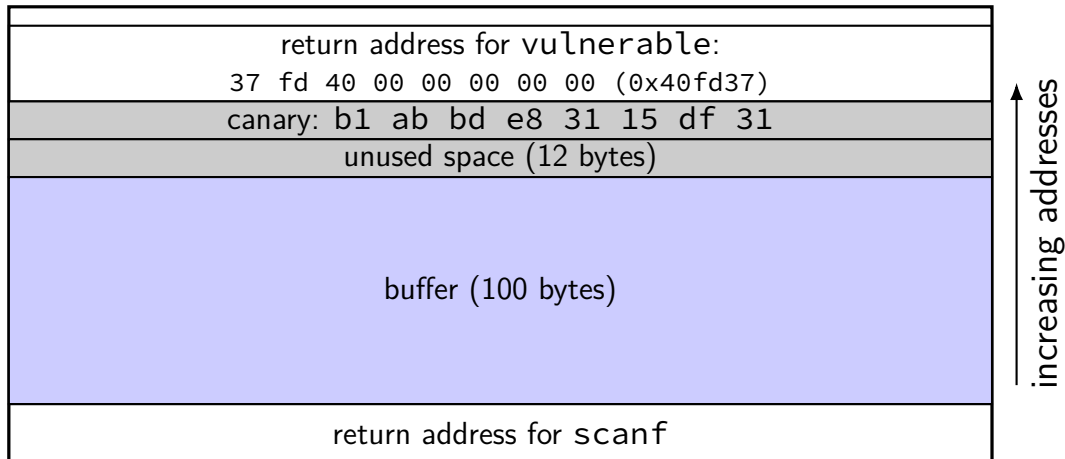 return address for vulnerable:
37 fd 40 00 00 00 00 00 (0x40fd37)
canary: b1 ab bd e8 31 15 df 31
unused space (12 bytes)
buffer (100 bytes)
return address for scanf
increasing addresses